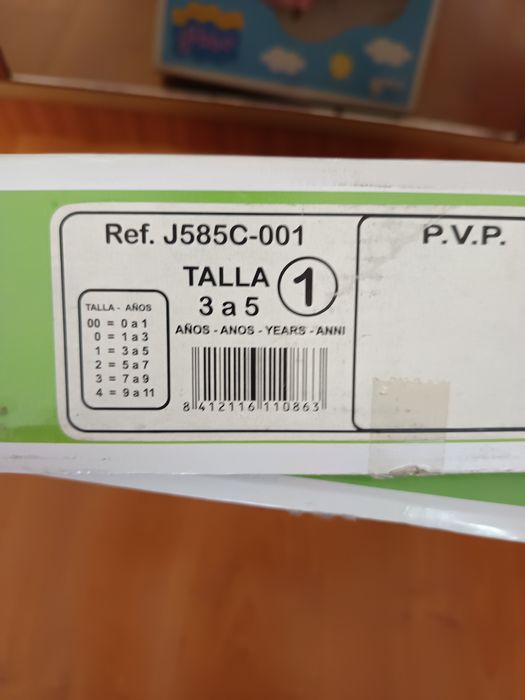 Ref. J585C-001
P.V.P.
TALLA 1
3 a 5
AÑOS - ANOS - YEARS - ANNI
TALLA - AÑOS
00 = 0 a 1
0 = 1 a 3
1 = 3 a 5
2 = 5 a 7
3 = 7 a 9
4 = 9 a 11
8 412116 110863